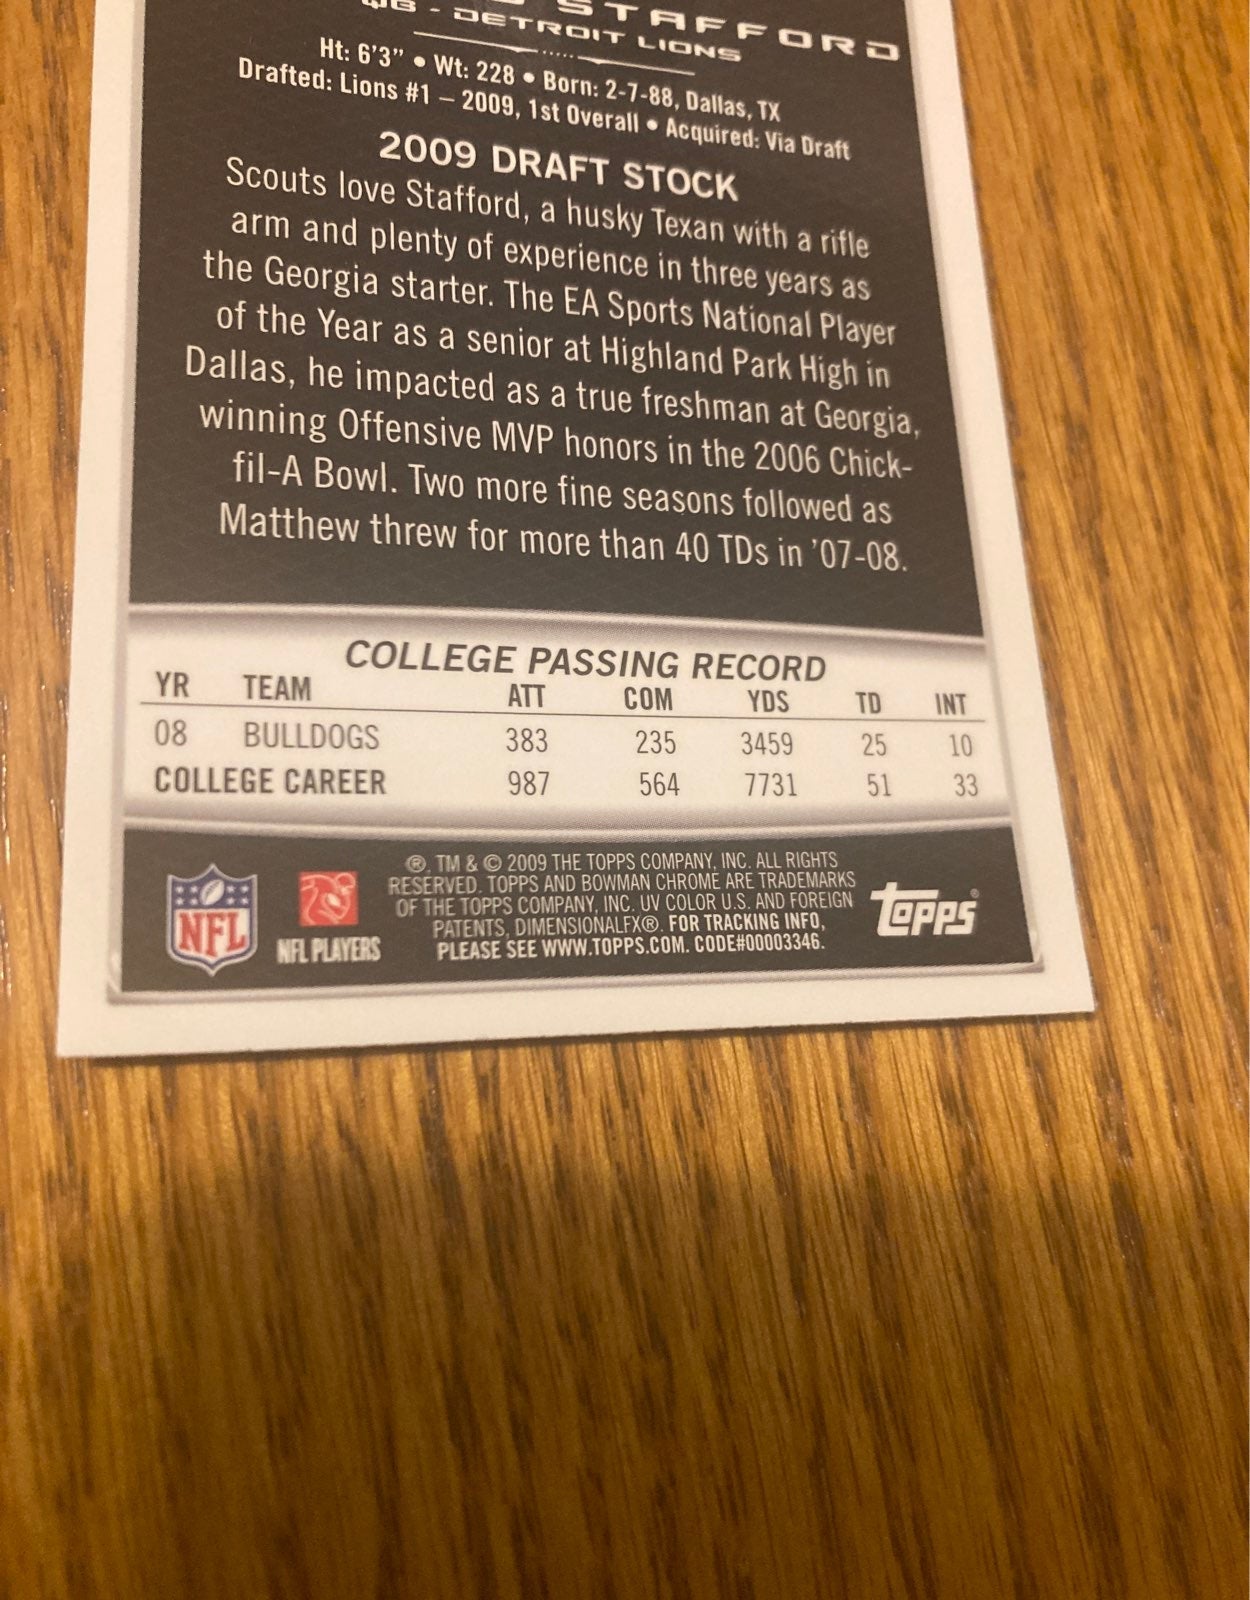 STAFFORD
QB - DETROIT LIONS
Ht: 6'3" • Wt: 228 • Born: 2-7-88, Dallas, TX
Drafted: Lions #1 – 2009, 1st Overall • Acquired: Via Draft
2009 DRAFT STOCK
Scouts love Stafford, a husky Texan with a rifle
arm and plenty of experience in three years as
the Georgia starter. The EA Sports National Player
of the Year as a senior at Highland Park High in
Dallas, he impacted as a true freshman at Georgia,
winning Offensive MVP honors in the 2006 Chick-
fil-A Bowl. Two more fine seasons followed as
Matthew threw for more than 40 TDs in '07-08.
COLLEGE PASSING RECORD
YR TEAM ATT COM YDS TD INT
08 BULLDOGS 383 235 3459 25 10
COLLEGE CAREER 987 564 7731 51 33
®, TM & © 2009 THE TOPPS COMPANY, INC. ALL RIGHTS
RESERVED. TOPPS AND BOWMAN CHROME ARE TRADEMARKS
OF THE TOPPS COMPANY, INC. UV COLOR U.S. AND FOREIGN
PATENTS, DIMENSIONALFX®. FOR TRACKING INFO,
PLEASE SEE WWW.TOPPS.COM. CODE#00003346.
NFL
NFL PLAYERS
Topps®